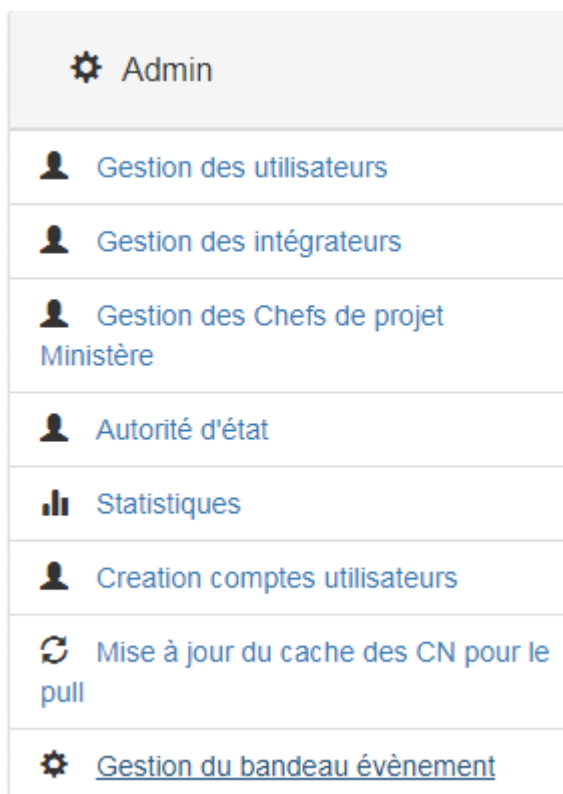 Admin
Gestion des utilisateurs
Gestion des intégrateurs
Gestion des Chefs de projet
Ministère
Autorité d'état
Statistiques
Creation comptes utilisateurs
Mise à jour du cache des CN pour le
pull
Gestion du bandeau évènement